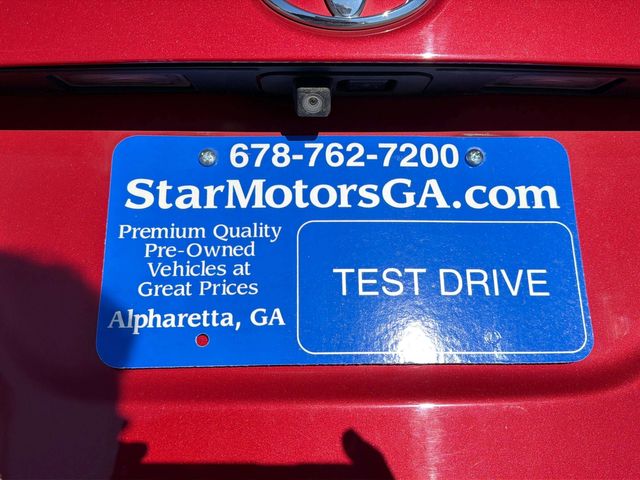 678-762-7200
StarMotorsGA.com
Premium Quality
Pre-Owned
Vehicles at
Great Prices
Alpharetta, GA
TEST DRIVE